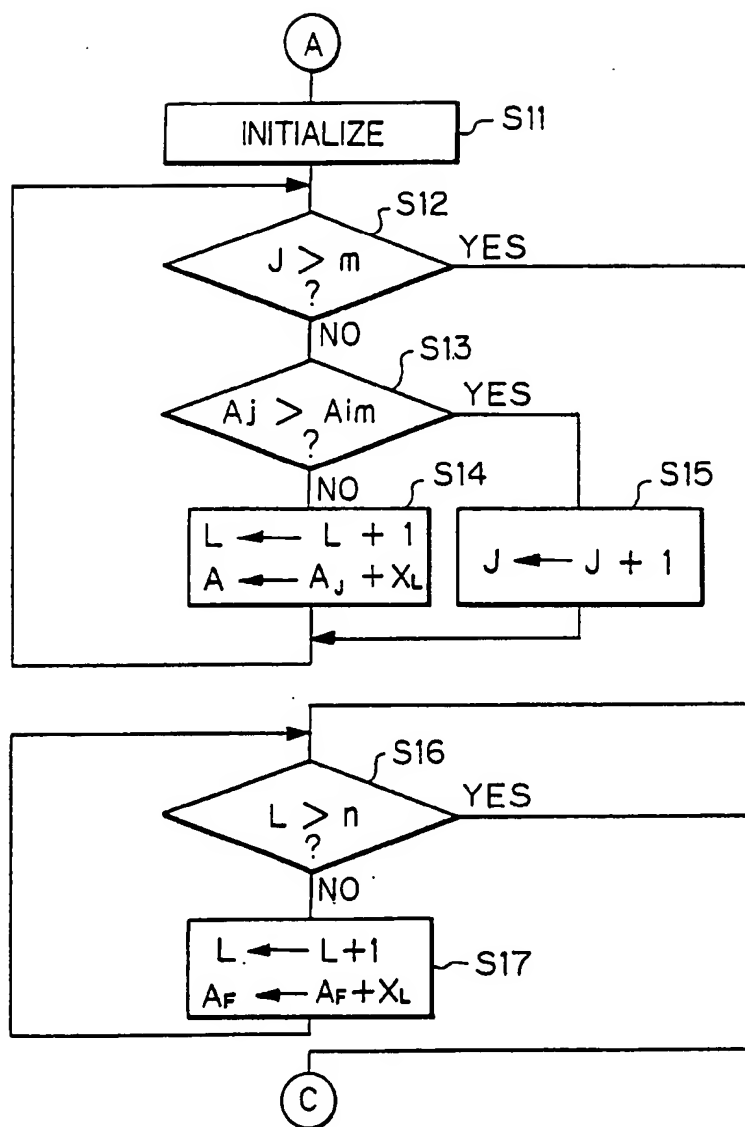 A
INITIALIZE
S11
S12
J > m
?
YES
NO
S13
Aj > Aim
?
YES
NO
S14
L ← L + 1
A ← AJ + XL
S15
J ← J + 1
S16
L > n
?
YES
NO
L ← L+1
AF ← AF+XL
S17
C